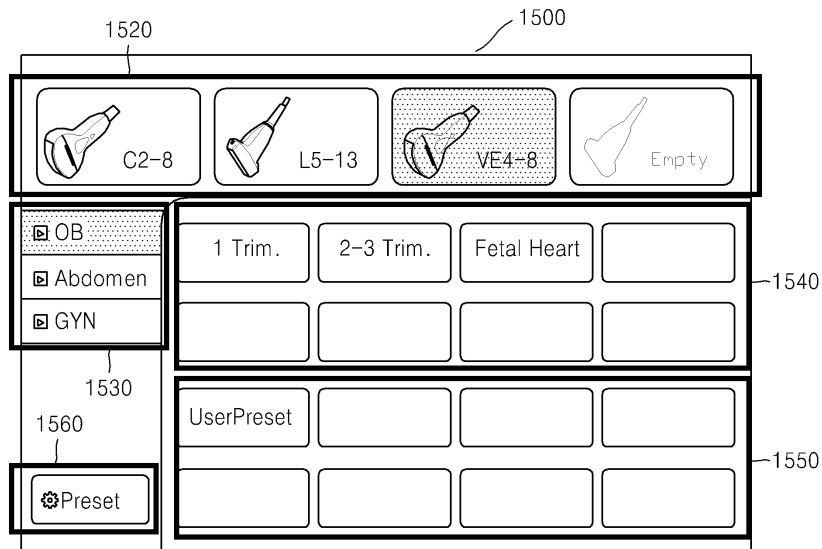 1500
1520
C2-8
L5-13
VE4-8
Empty
OB
1 Trim.
2-3 Trim.
Fetal Heart
Abdomen
1540
GYN
1530
UserPreset
1560
1550
Preset